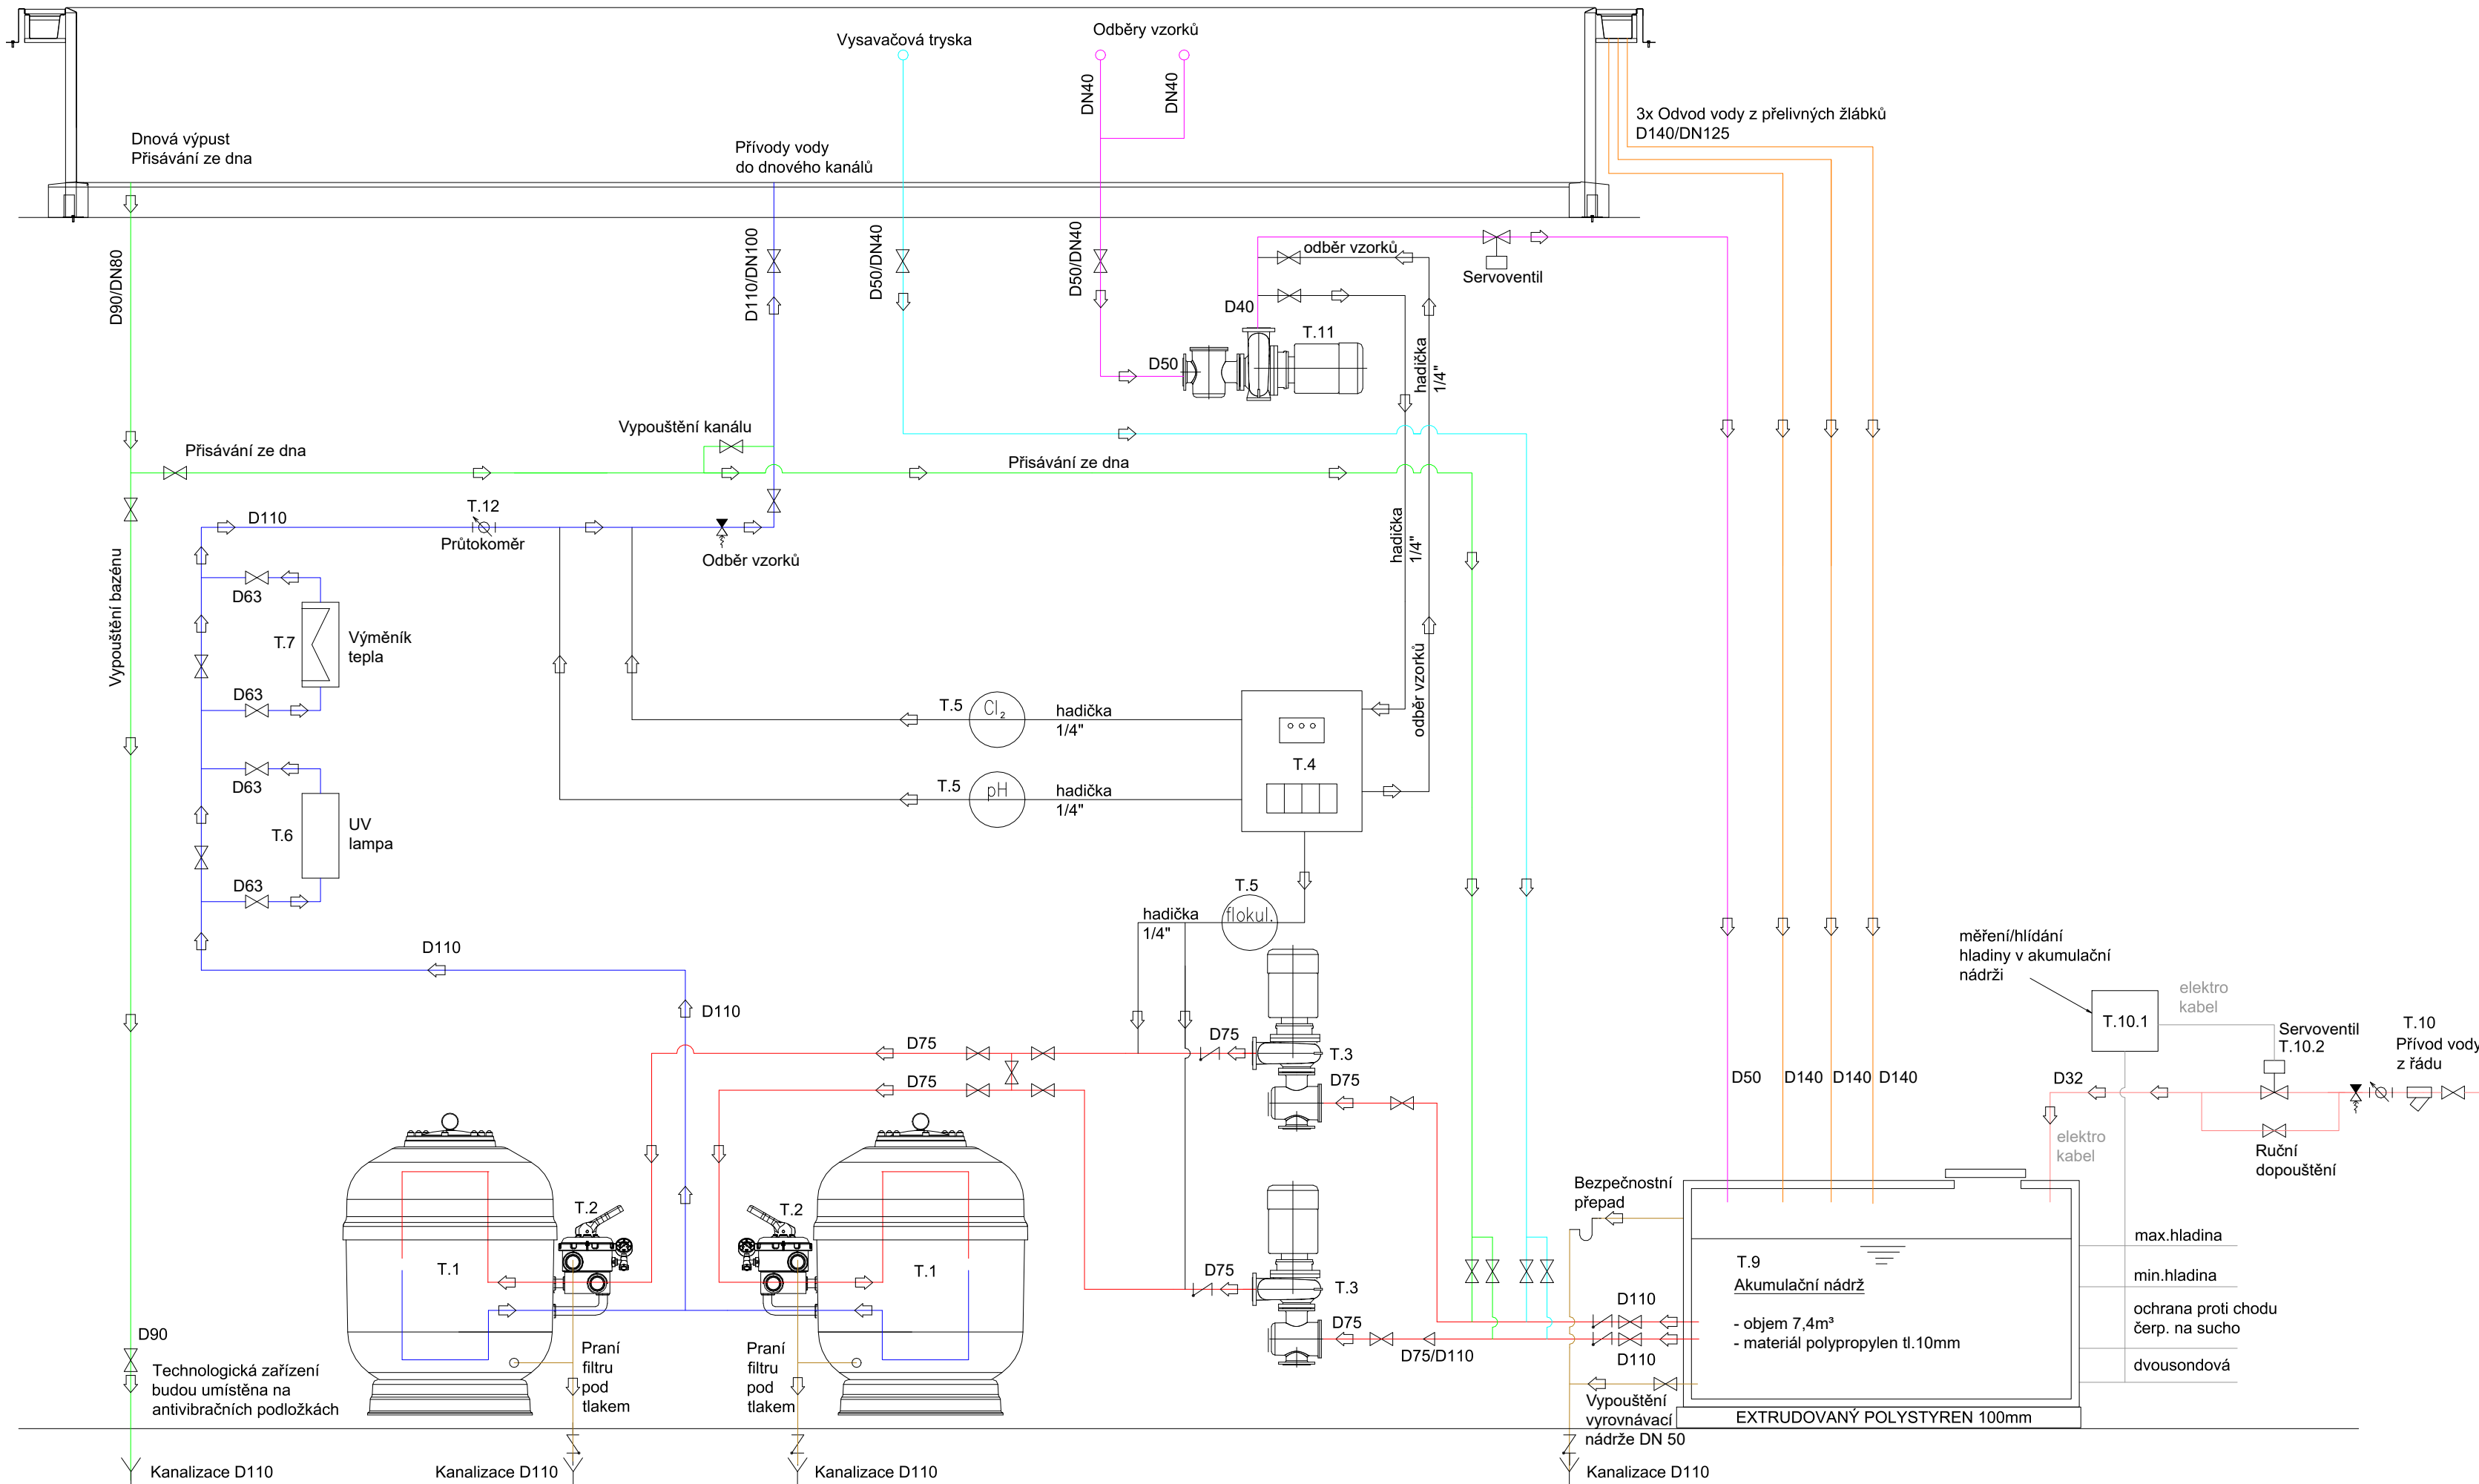 Vysavačová tryska
Odběry vzorků
DN40
DN40
3x Odvod vody z přelivných žlábků
D140/DN125
Dnová výpust
Přisávání ze dna
Přívody vody
do dnového kanálů
D90/DN80
D110/DN100
D50/DN40
D50/DN40
odběr vzorků
Servoventil
D40
T.11
D50
hadička
1/4"
Vypouštění kanálu
Přisávání ze dna
Přisávání ze dna
T.12
D110
Průtokoměr
Odběr vzorků
hadička
1/4"
Vypouštění bazénu
D63
T.7
Výměník
tepla
D63
odběr vzorků
T.5
Cl2
hadička
1/4"
T.4
D63
T.5
pH
hadička
1/4"
T.6
UV
lampa
D63
T.5
flokul.
hadička
1/4"
D110
D110
měření/hlídání
hladiny v akumulační
nádrži
elektro
kabel
T.10.1
Servoventil
T.10.2
T.10
Přívod vody
z řádu
D75
D75
T.3
D75
D75
D50
D140
D140
D140
D32
elektro
kabel
Ruční
dopouštění
Bezpečnostní
přepad
T.2
T.2
T.1
T.1
D75
T.3
D75
T.9
Akumulační nádrž
- objem 7,4m³
- materiál polypropylen tl.10mm
max.hladina
min.hladina
ochrana proti chodu
čerp. na sucho
dvousondová
D110
D110
D75/D110
D90
Technologická zařízení
budou umístěna na
antivibračních podložkách
Praní
filtru
pod
tlakem
Praní
filtru
pod
tlakem
Vypouštění
vyrovnávací
nádrže DN 50
EXTRUDOVANÝ POLYSTYREN 100mm
Kanalizace D110
Kanalizace D110
Kanalizace D110
Kanalizace D110